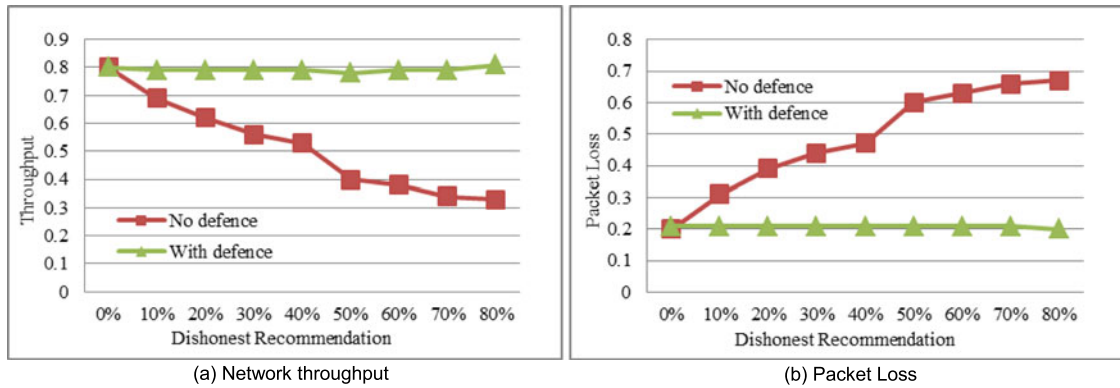 0.9
0.8
0.7
0.6
0.5
0.4
0.3
0.2
0.1
0
Throughput
No defence
With defence
0% 10% 20% 30% 40% 50% 60% 70% 80%
Dishonest Recommendation
(a) Network throughput
0.8
0.7
0.6
0.5
0.4
0.3
0.2
0.1
0
Packet Loss
No defence
With defence
0% 10% 20% 30% 40% 50% 60% 70% 80%
Dishonest Recommendation
(b) Packet Loss